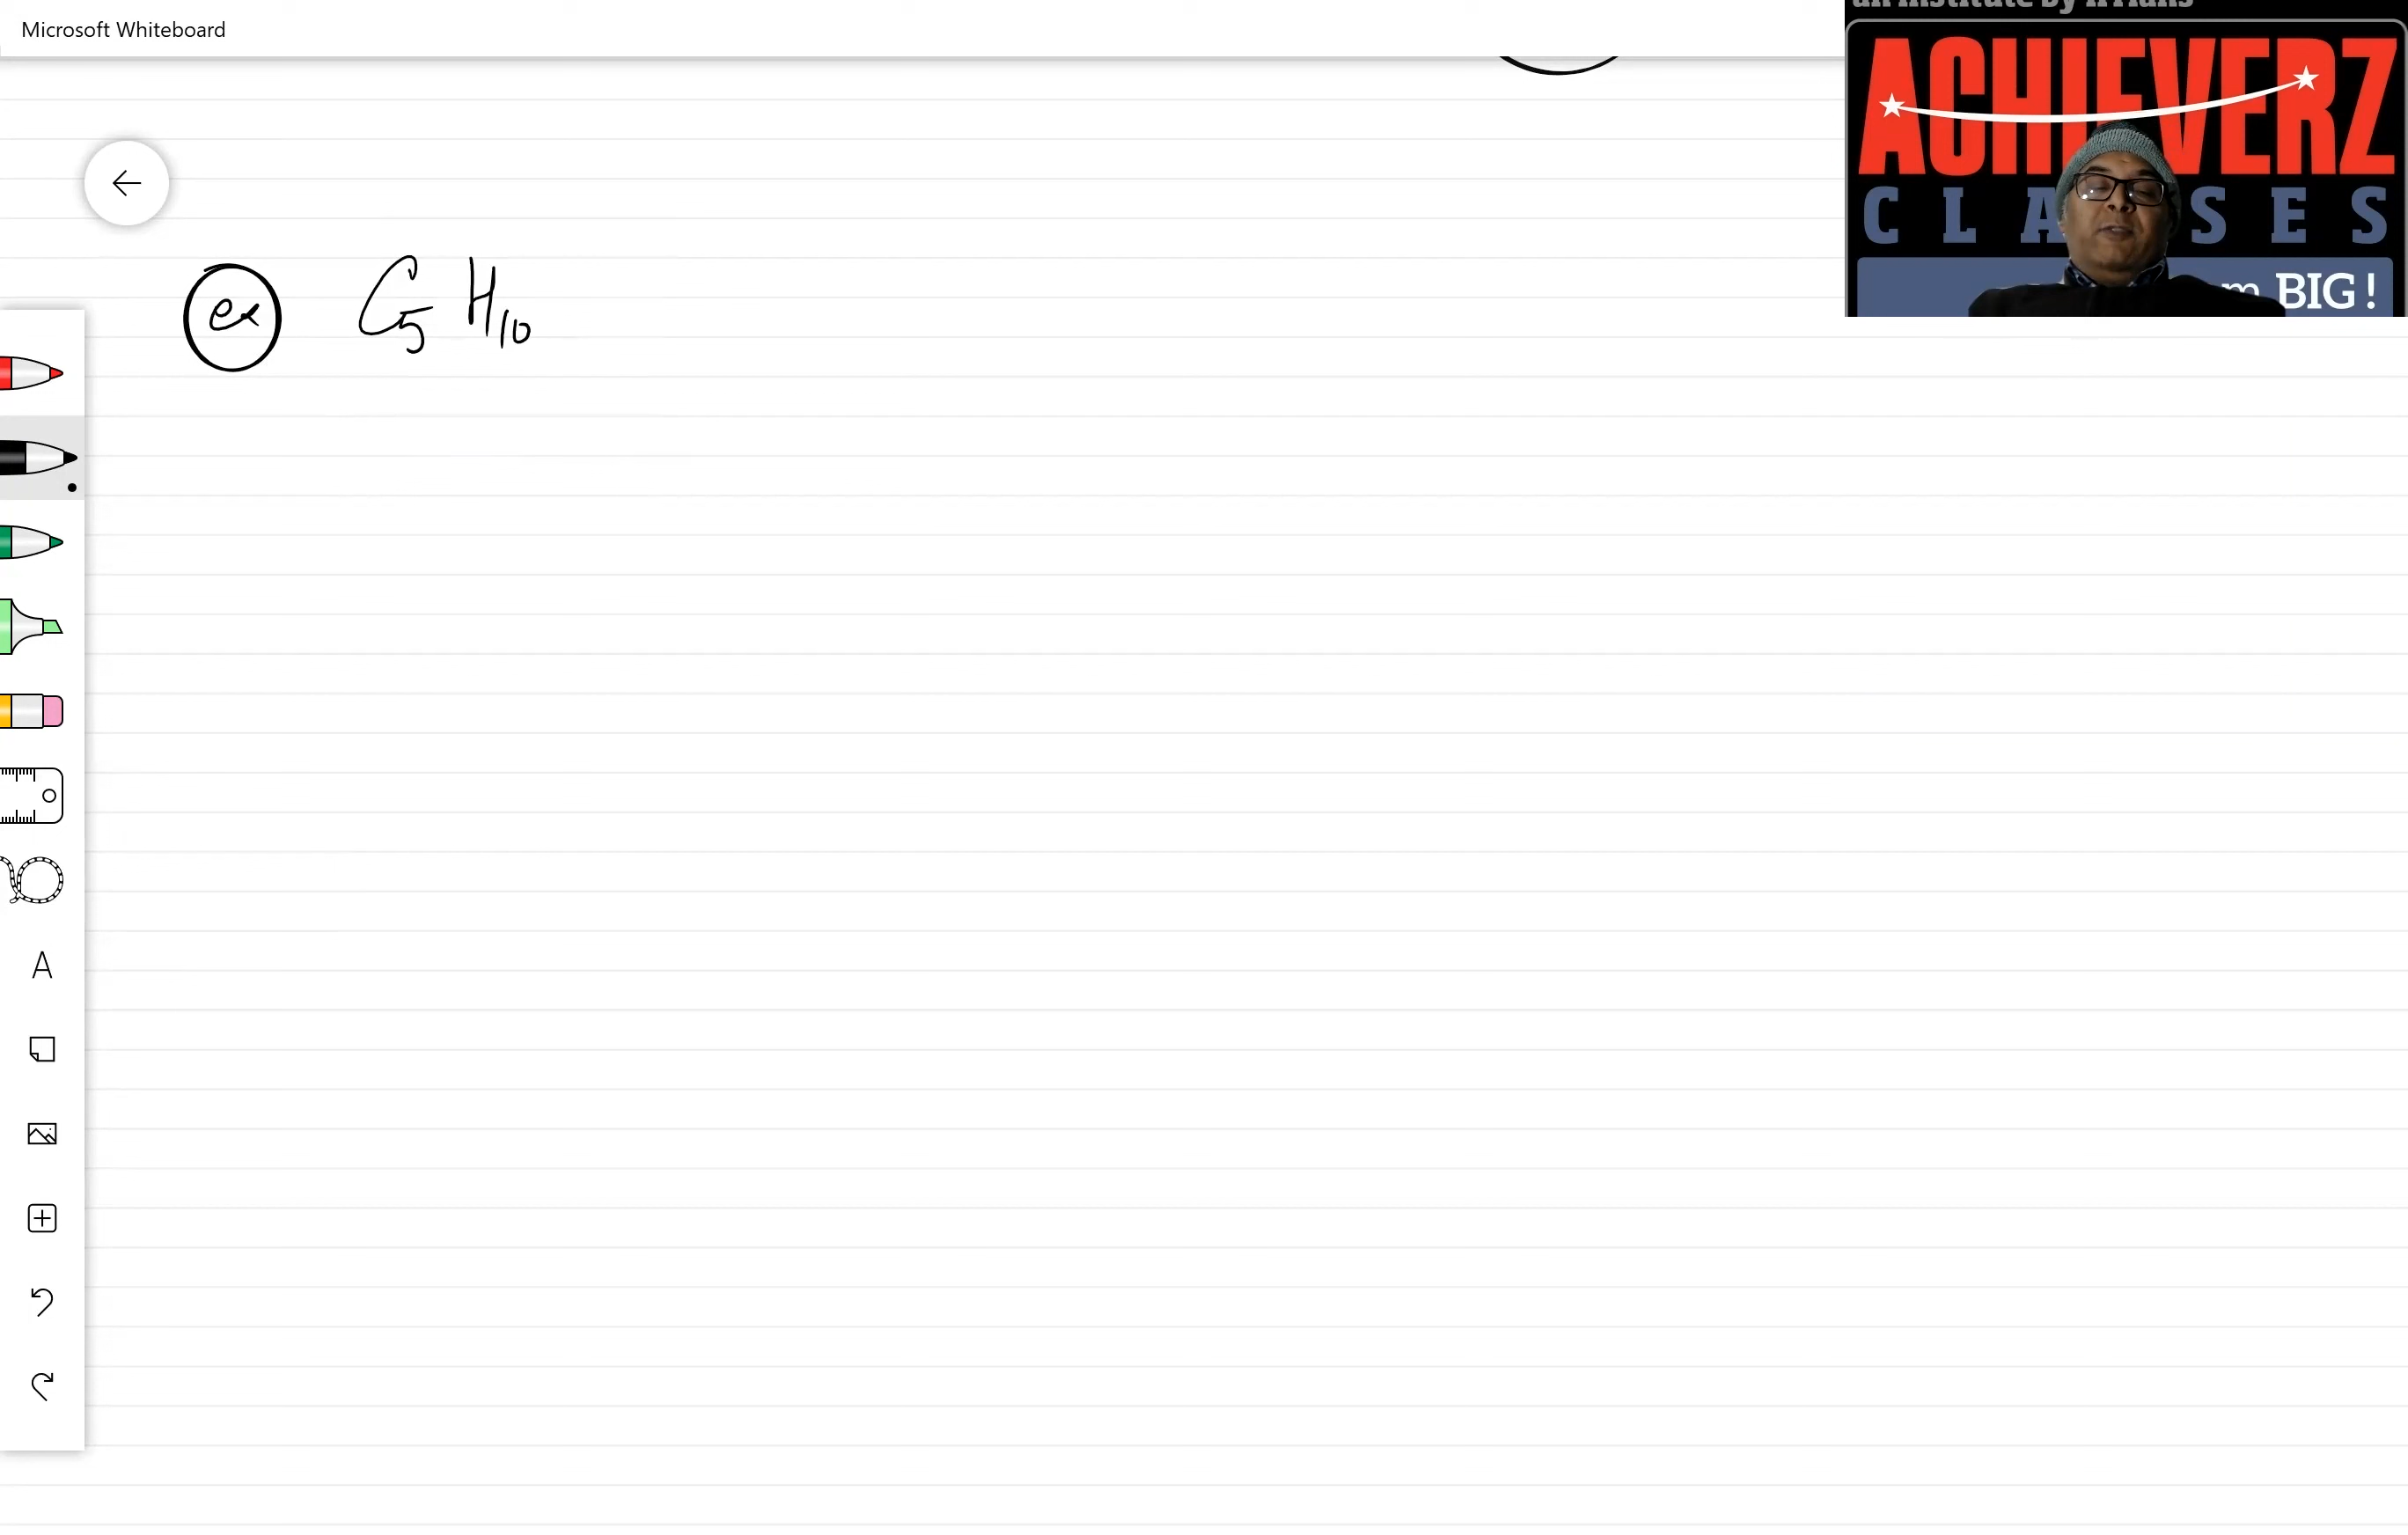 Microsoft Whiteboard
ACHIEVERZ
CLASSES
m BIG!
ex C₅ H₁₀
A